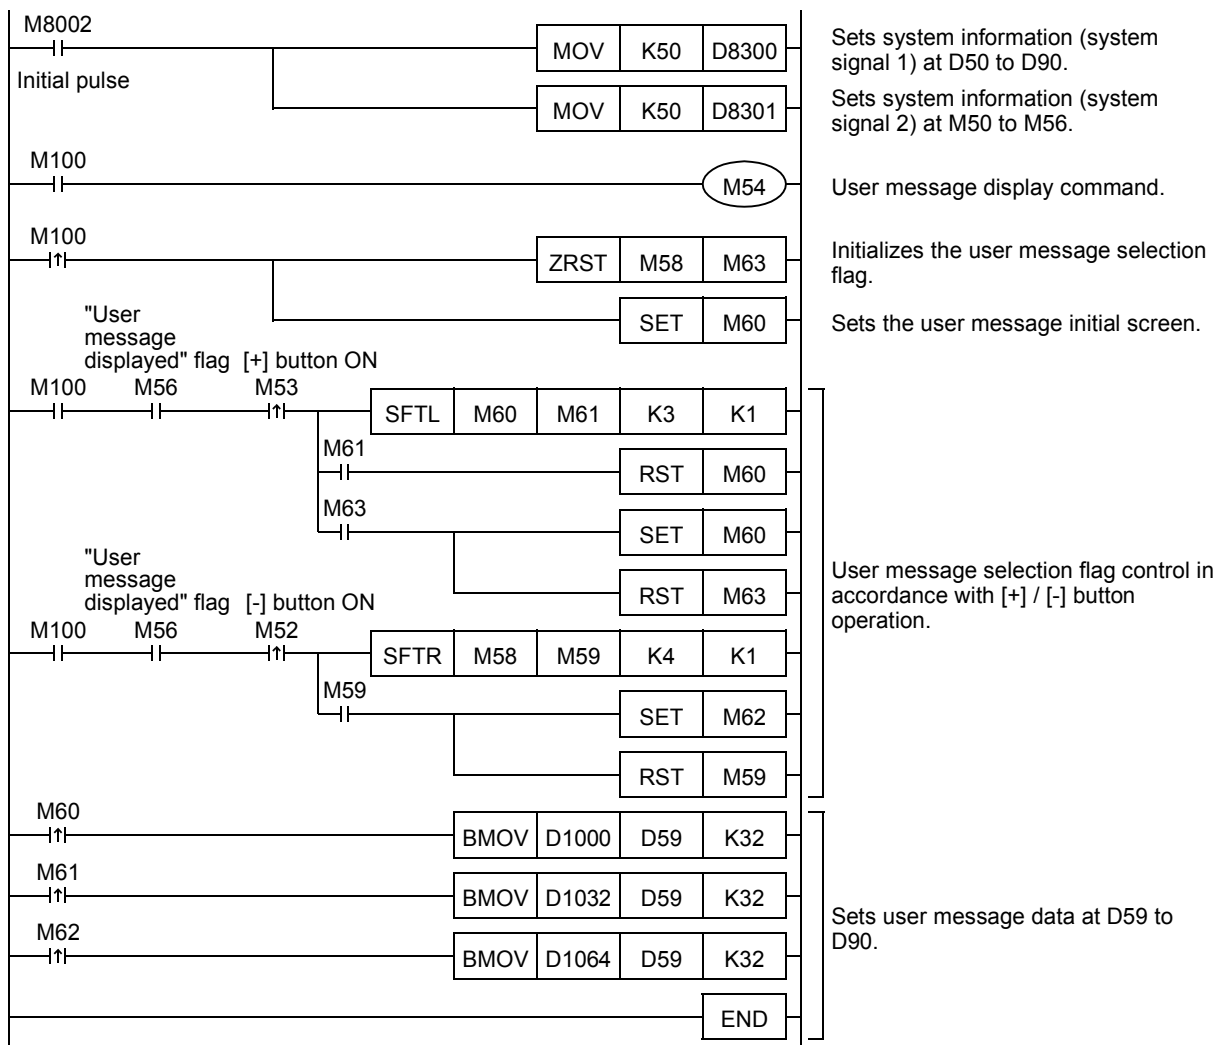 M8002
MOV K50 D8300
Sets system information (system
signal 1) at D50 to D90.
Initial pulse
MOV K50 D8301
Sets system information (system
signal 2) at M50 to M56.
M100
M54
User message display command.
M100
ZRST M58 M63
Initializes the user message selection
flag.
SET M60
Sets the user message initial screen.
"User
message
displayed" flag [+] button ON
M100 M56 M53
SFTL M60 M61 K3 K1
M61
RST M60
M63
SET M60
RST M63
"User
message
displayed" flag [-] button ON
User message selection flag control in
accordance with [+] / [-] button
operation.
M100 M56 M52
SFTR M58 M59 K4 K1
M59
SET M62
RST M59
M60
BMOV D1000 D59 K32
M61
BMOV D1032 D59 K32
Sets user message data at D59 to
D90.
M62
BMOV D1064 D59 K32
END